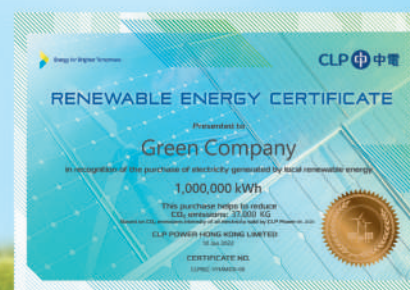 Energy for Brighter Tomorrows
CLP 中電
RENEWABLE ENERGY CERTIFICATE
Presented to
Green Company
in recognition of the purchase of electricity generated by local renewable energy
1,000,000 kWh
This purchase helps to reduce
CO₂ emissions: 37,000 KG
CLP POWER HONG KONG LIMITED
CERTIFICATE NO.